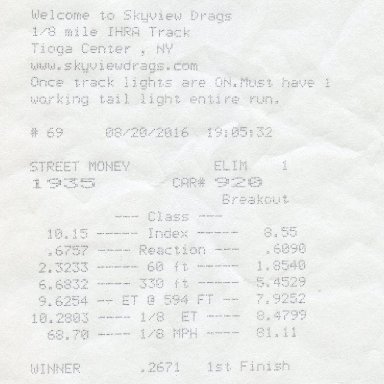 Welcome to Skyview Drags
1/8 mile IHRA Track
Tioga Center , NY
www.skyviewdrags.com
Once track lights are ON.Must have 1
working tail light entire run.
# 69 08/20/2016 19:05:32
STREET MONEY ELIM 1
1935 CAR# 920
Breakout
--- Class ---
10.15 ----- Index ----- 8.55
.6757 ---- Reaction ---- .6090
2.3233 ----- 60 ft ----- 1.8540
6.6832 ---- 330 ft ----- 5.4529
9.6254 -- ET @ 594 FT -- 7.9252
10.2803 ---- 1/8 ET ---- 8.4799
68.70 ---- 1/8 MPH ---- 81.11
WINNER .2671 1st Finish